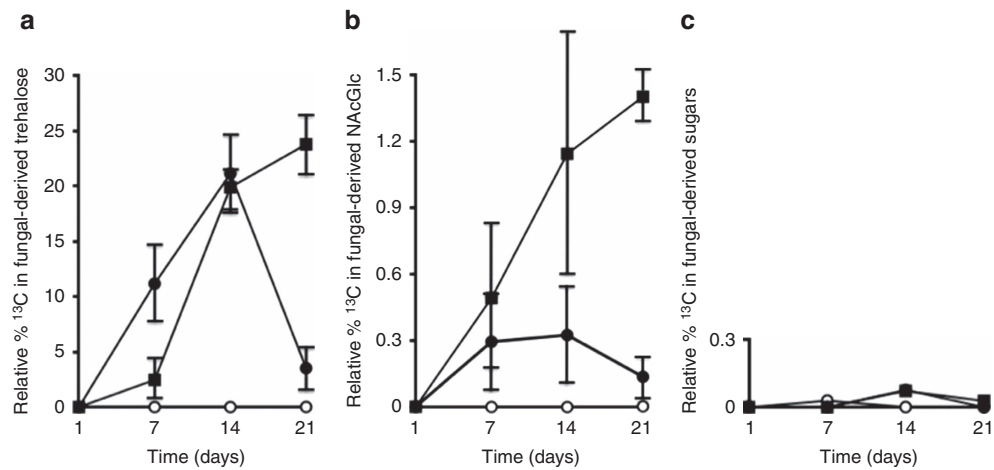 a
Relative % ¹³C in fungal-derived trehalose
30
25
20
15
10
5
0
1 7 14 21
Time (days)
b
Relative % ¹³C in fungal-derived NAcGlc
1.5
1.2
0.9
0.6
0.3
0
1 7 14 21
Time (days)
c
Relative % ¹³C in fungal-derived sugars
0.3
0
1 7 14 21
Time (days)